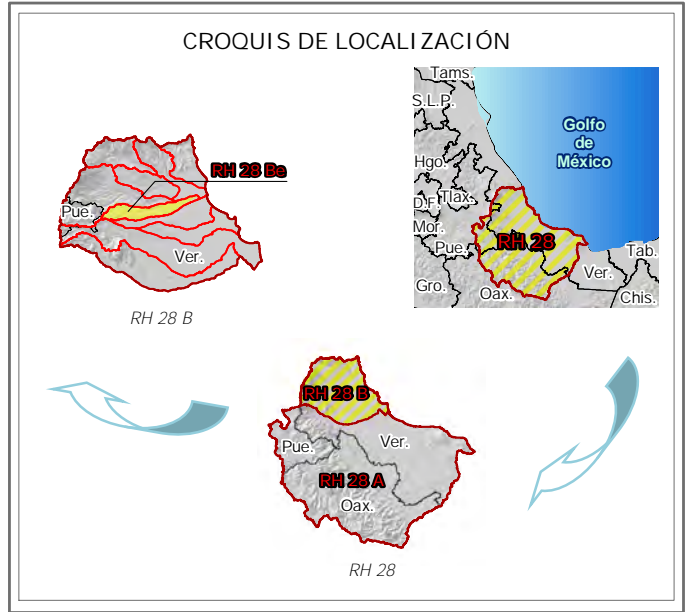 CROQUIS DE LOCALIZACIÓN
Tams.
S.L.P.
Golfo
de
México
Hgo.
Tlax.
D.F.
Mor.
Pue.
RH 28
Gro.
Oax.
Ver.
Tab.
Chis.
RH 28 Be
Pue.
Ver.
RH 28 B
RH 28 B
Pue.
Ver.
RH 28 A
Oax.
RH 28